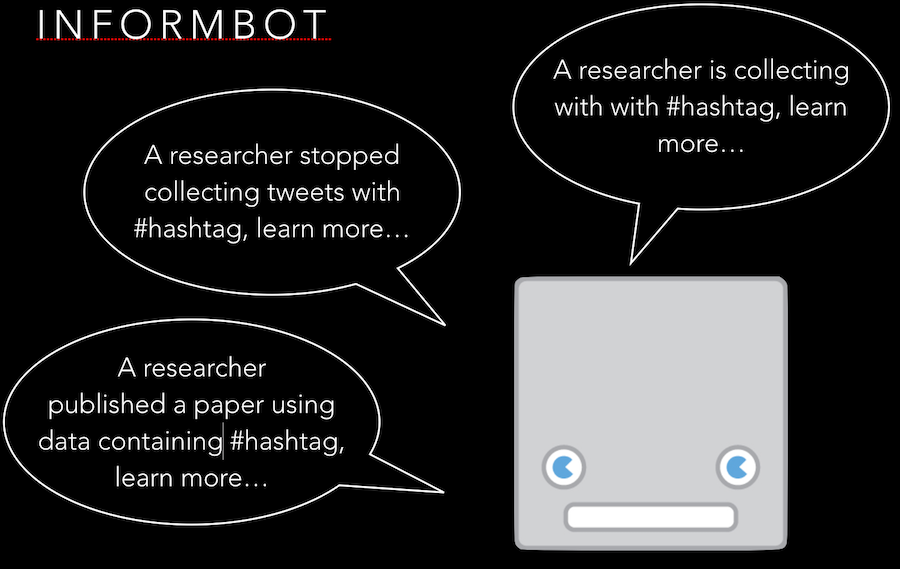 INFORMBOT
A researcher is collecting
with with #hashtag, learn
more…
A researcher stopped
collecting tweets with
#hashtag, learn more…
A researcher
published a paper using
data containing #hashtag,
learn more…